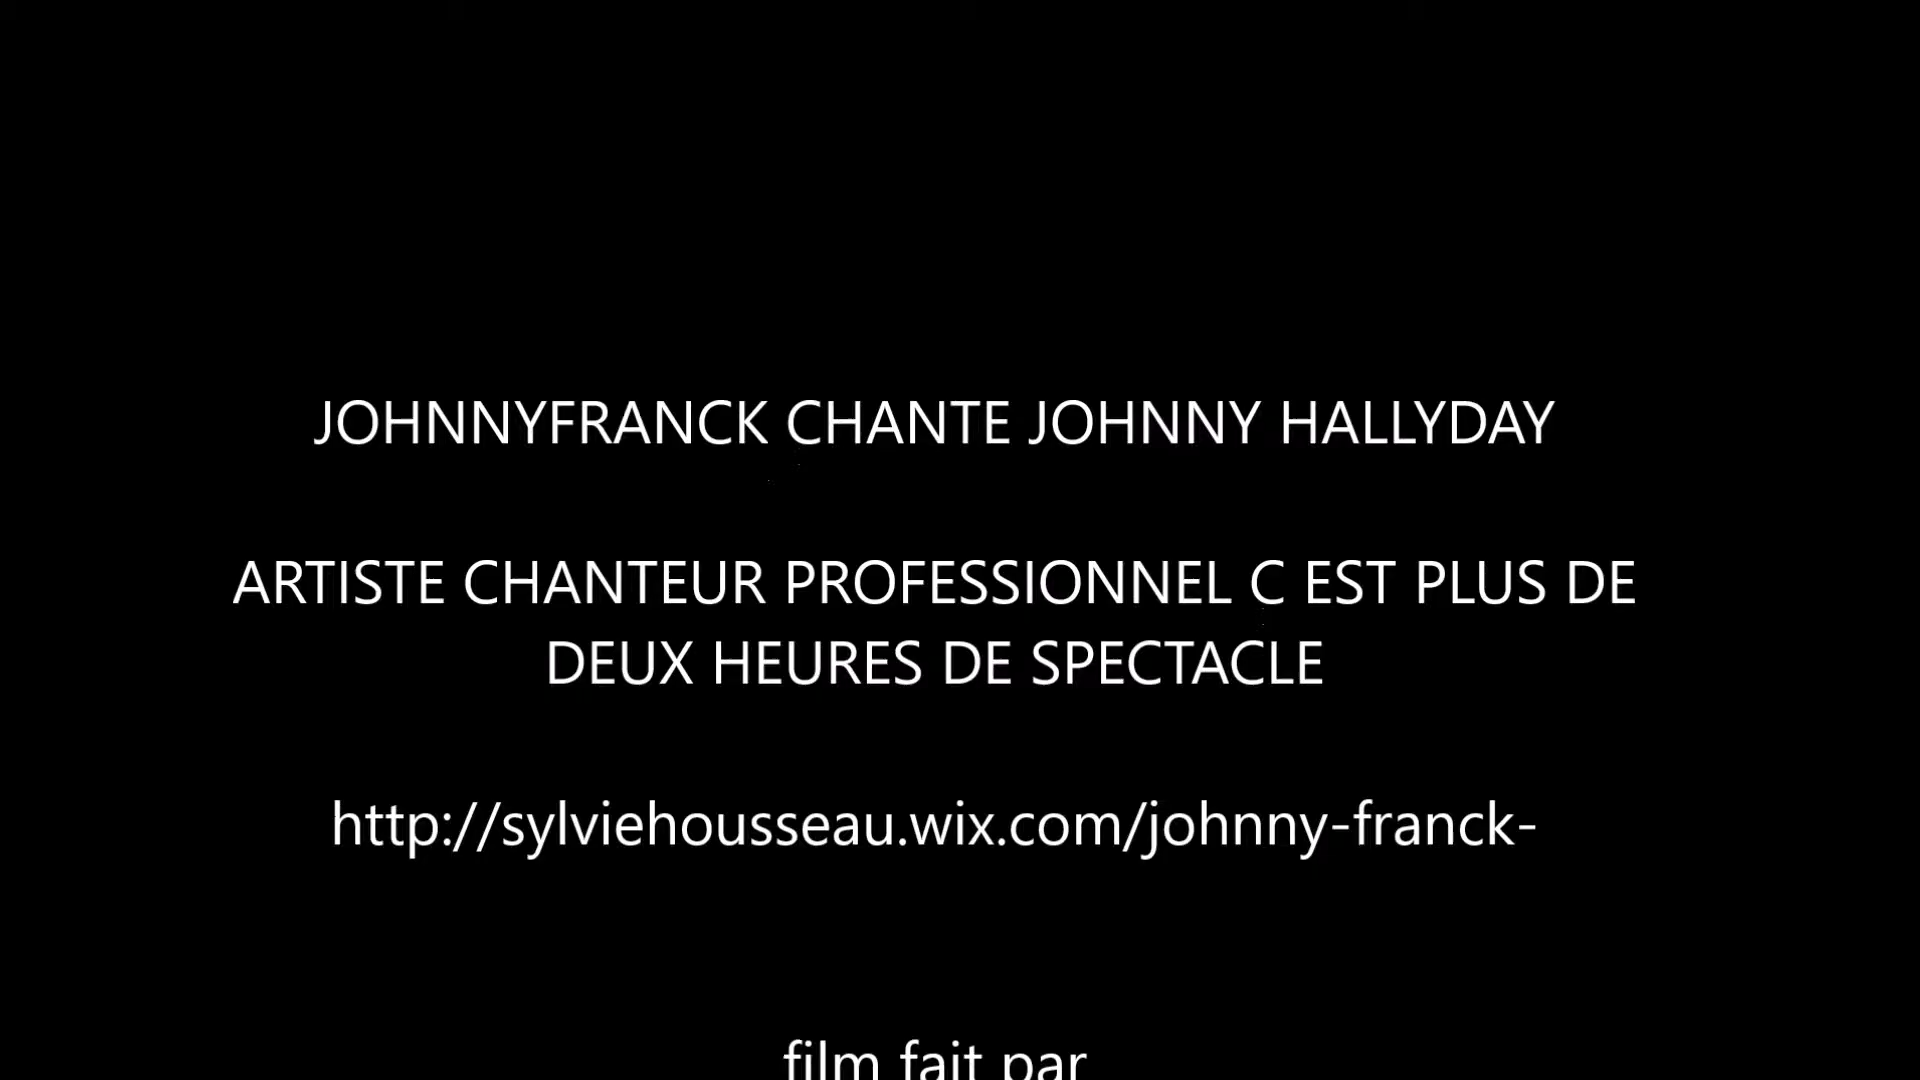 JOHNNYFRANCK CHANTE JOHNNY HALLYDAY
ARTISTE CHANTEUR PROFESSIONNEL C EST PLUS DE
DEUX HEURES DE SPECTACLE
http://sylviehousseau.wix.com/johnny-franck-
film fait par